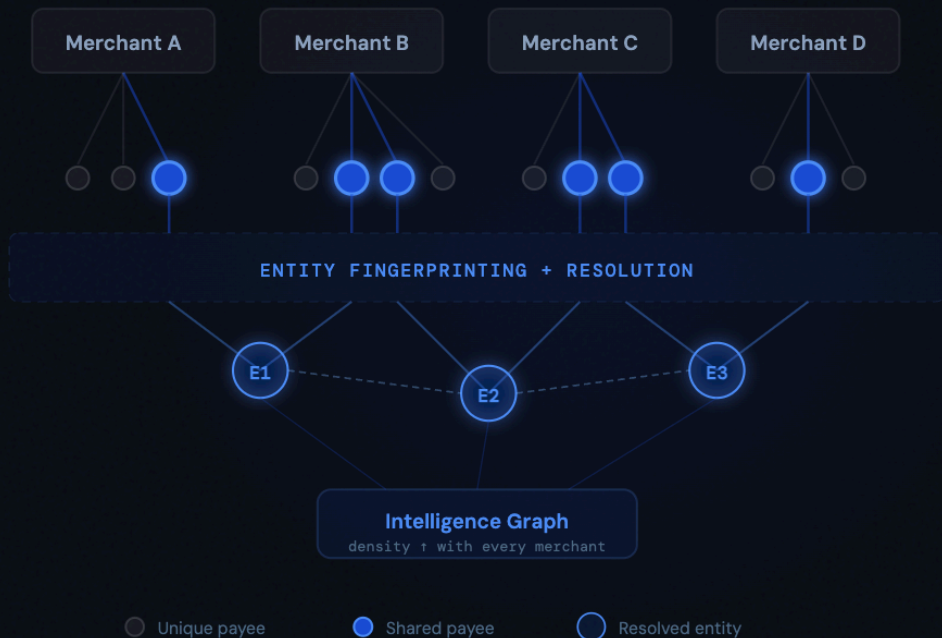 Merchant A
Merchant B
Merchant C
Merchant D
ENTITY FINGERPRINTING + RESOLUTION
E1
E2
E3
Intelligence Graph
density ↑ with every merchant
Unique payee
Shared payee
Resolved entity